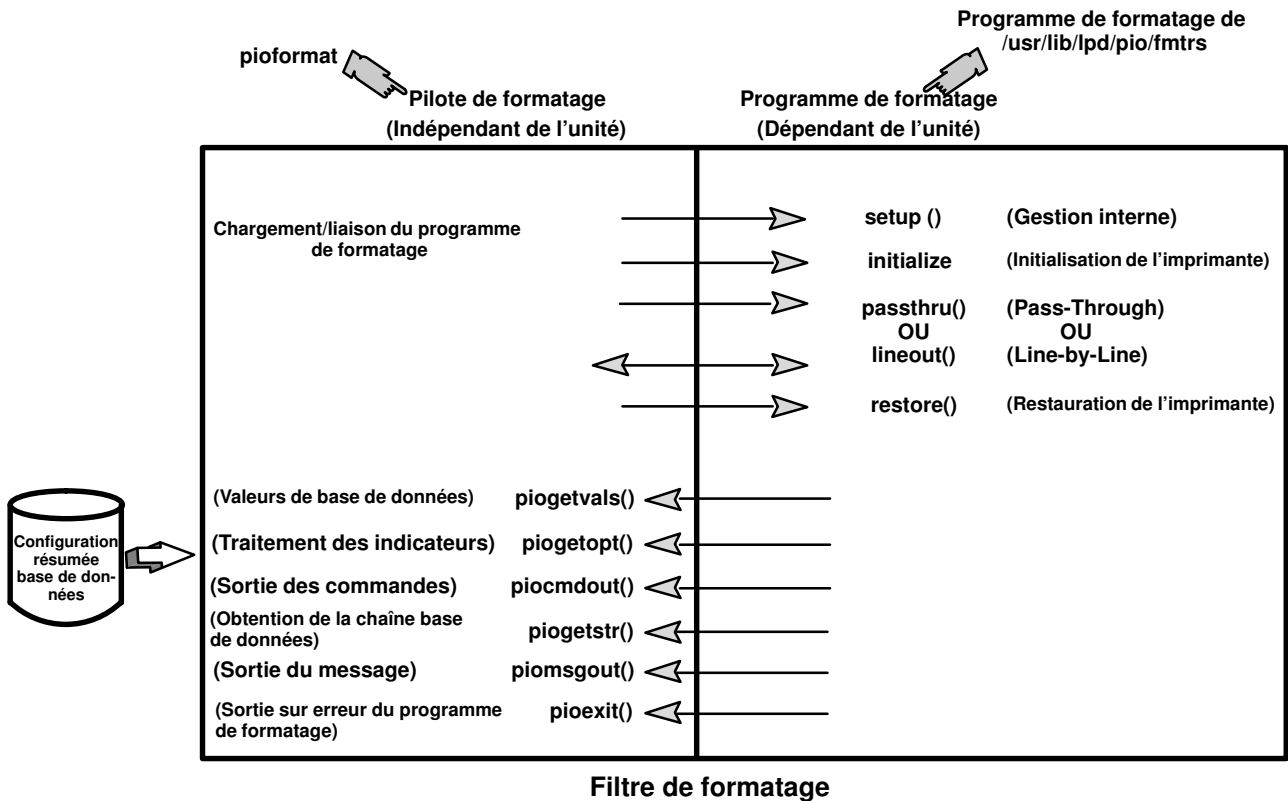 Programme de formatage de
/usr/lib/lpd/pio/fmtrs
pioformat
Pilote de formatage
(Indépendant de l'unité)
Programme de formatage
(Dépendant de l'unité)
Chargement/liaison du programme
de formatage
setup () (Gestion interne)
initialize (Initialisation de l'imprimante)
passthru() (Pass-Through)
OU OU
lineout() (Line-by-Line)
restore() (Restauration de l'imprimante)
Configuration
résumée
base de don-
nées
(Valeurs de base de données) piogetvals()
(Traitement des indicateurs) piogetopt()
(Sortie des commandes) piocmdout()
(Obtention de la chaîne base
de données) piogetstr()
(Sortie du message) piomsgout()
(Sortie sur erreur du programme
de formatage) pioexit()
Filtre de formatage